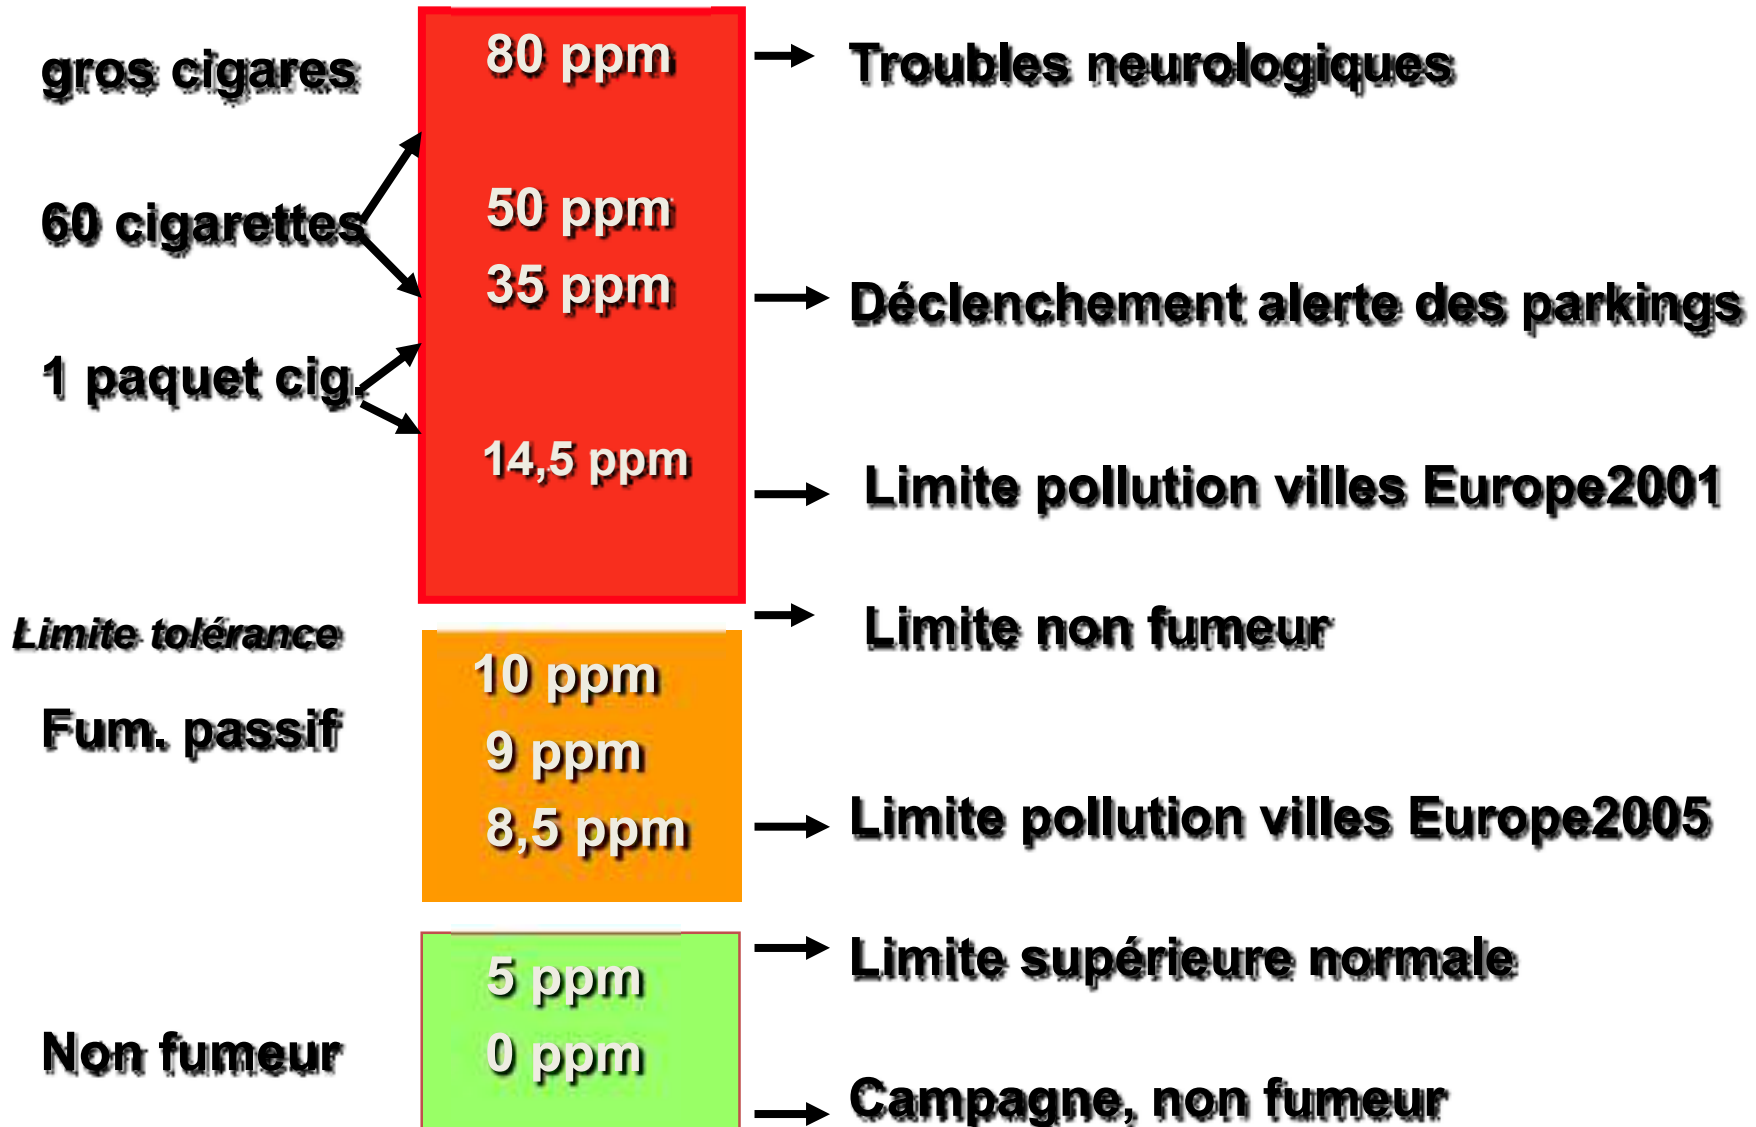 gros cigares
80 ppm
Troubles neurologiques
60 cigarettes
50 ppm
35 ppm
Déclenchement alerte des parkings
1 paquet cig.
14,5 ppm
Limite pollution villes Europe2001
Limite tolérance
Limite non fumeur
10 ppm
Fum. passif
9 ppm
8,5 ppm
Limite pollution villes Europe2005
5 ppm
Limite supérieure normale
Non fumeur
0 ppm
Campagne, non fumeur